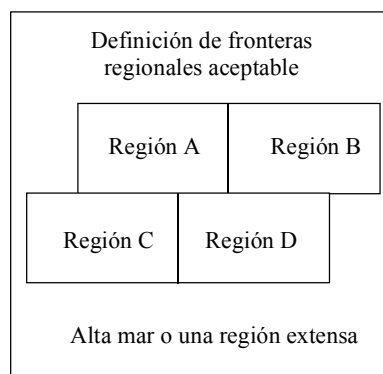 Definición de fronteras
regionales aceptable
Región A
Región B
Región C
Región D
Alta mar o una región extensa